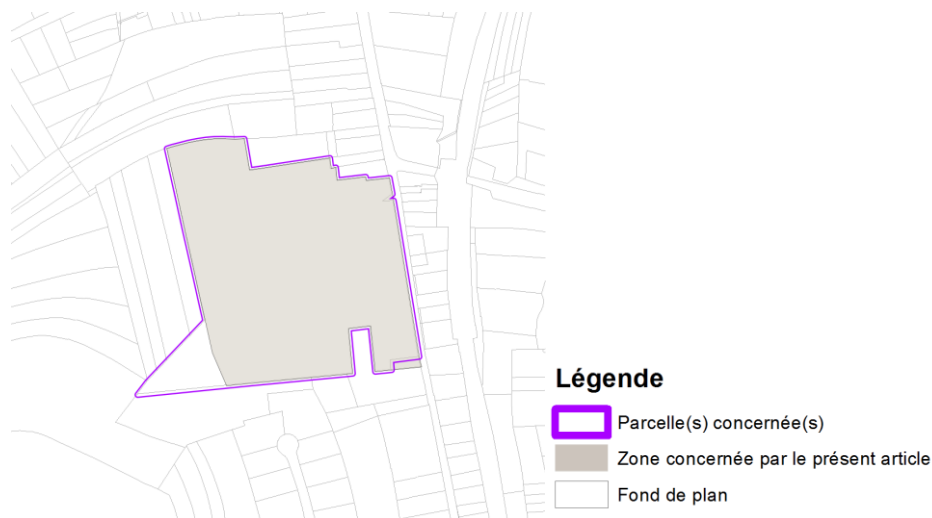 Légende
Parcelle(s) concernée(s)
Zone concernée par le présent article
Fond de plan